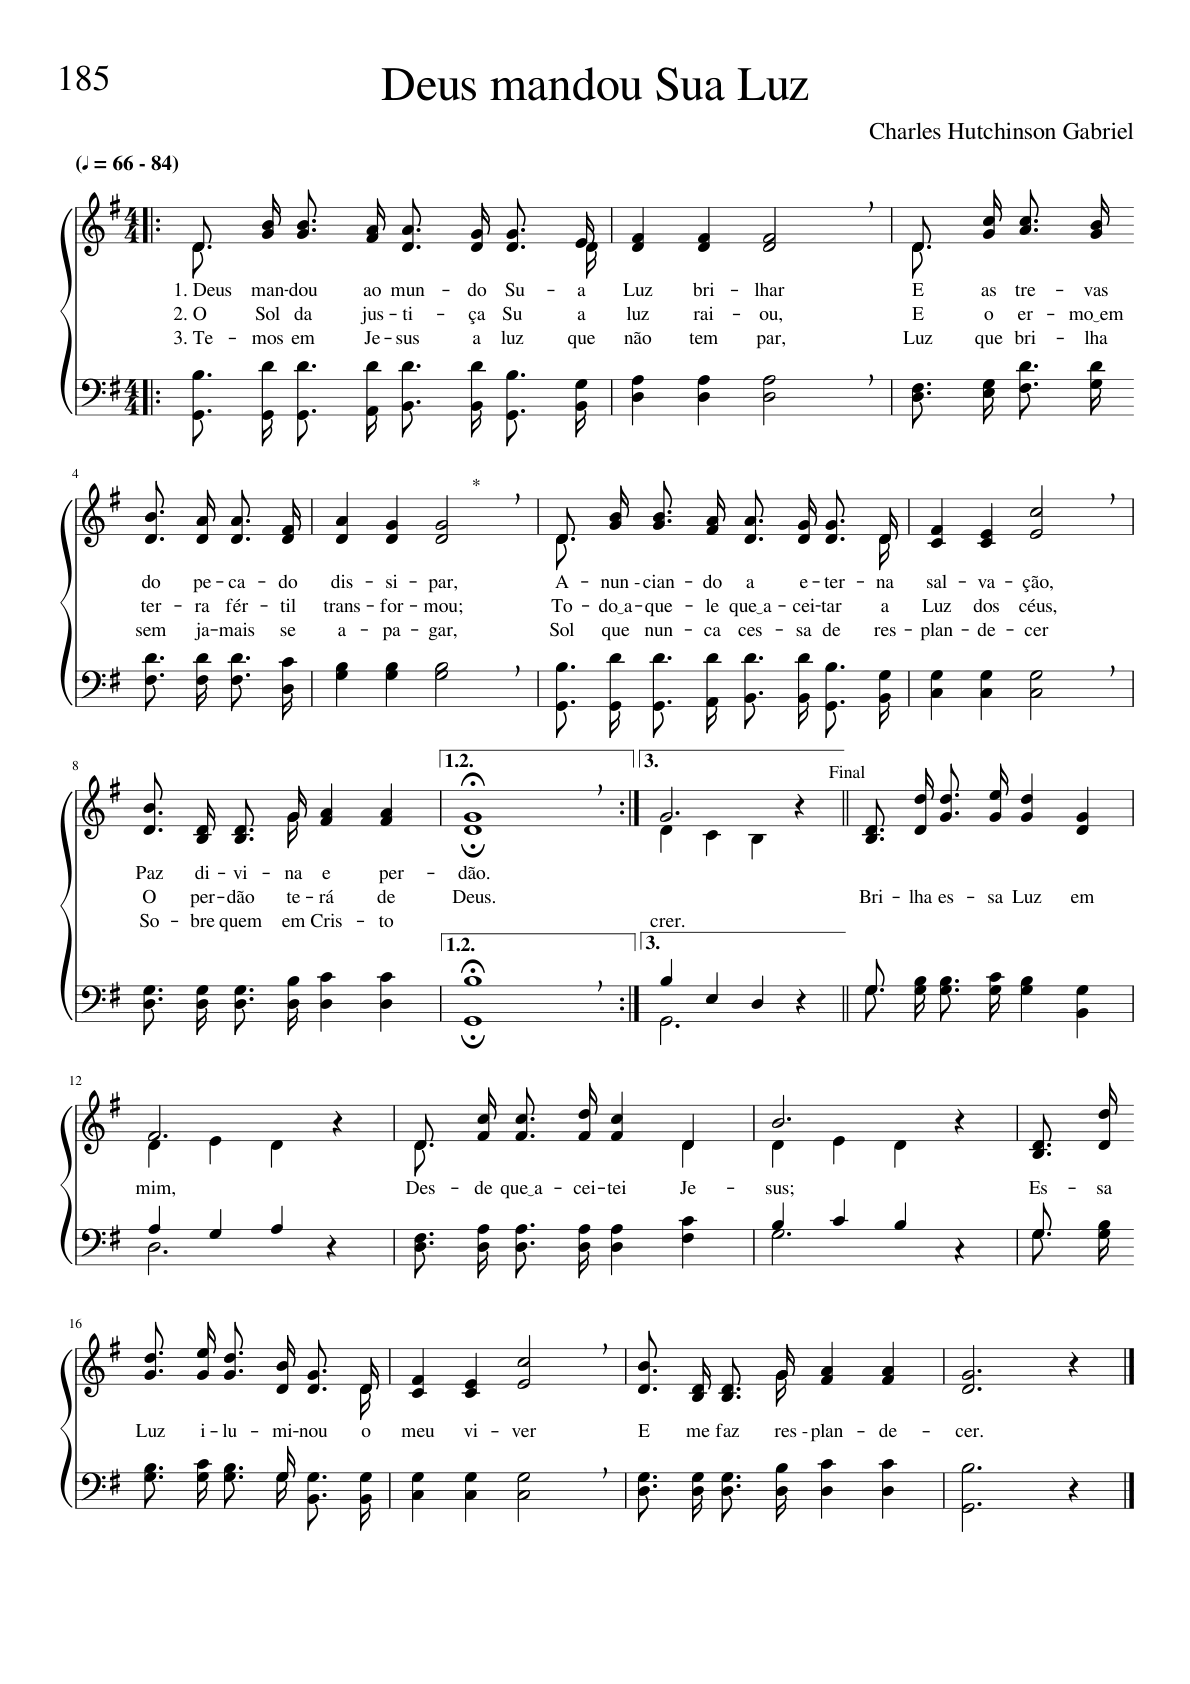 185
Deus mandou Sua Luz
Charles Hutchinson Gabriel
(♩ = 66 - 84)
1. Deus man-dou ao mun - do Su - a Luz bri - lhar E as tre - vas
2. O Sol da jus - ti - ça Su a luz rai - ou, E o er - mo‿em
3. Te - mos em Je - sus a luz que não tem par, Luz que bri - lha
4
*
do pe - ca - do dis - si - par, A - nun - cian - do a e - ter - na sal - va - ção,
ter - ra fér - til trans - for - mou; To - do‿a - que - le que‿a - cei - tar a Luz dos céus,
sem ja - mais se a - pa - gar, Sol que nun - ca ces - sa de res - plan - de - cer
8
1.2.
3.
Final
Paz di - vi - na e per - dão.
O per - dão te - rá de Deus. Bri - lha es - sa Luz em
So - bre quem em Cris - to crer.
1.2.
3.
12
mim, Des - de que‿a - cei - tei Je - sus; Es - sa
16
Luz i - lu - mi - nou o meu vi - ver E me faz res - plan - de - cer.